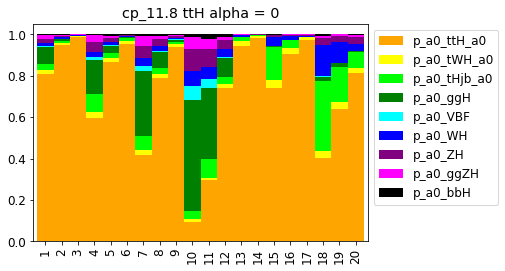 cp_11.8 ttH alpha = 0
1.0
0.8
0.6
0.4
0.2
0.0
1 2 3 4 5 6 7 8 9 10 11 12 13 14 15 16 17 18 19 20
p_a0_ttH_a0
p_a0_tWH_a0
p_a0_tHjb_a0
p_a0_ggH
p_a0_VBF
p_a0_WH
p_a0_ZH
p_a0_ggZH
p_a0_bbH